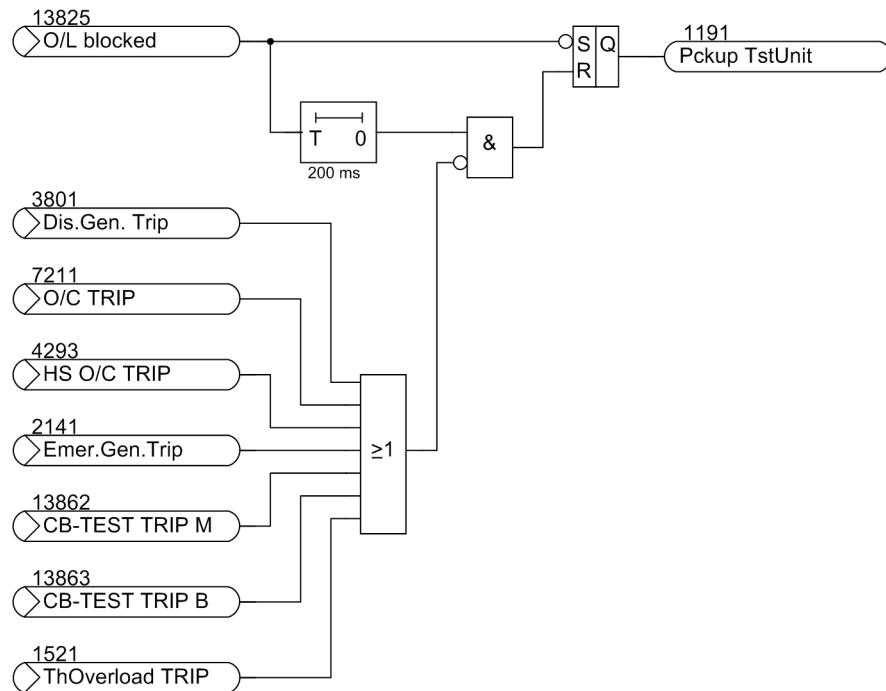 13825
O/L blocked
S Q
R
1191
Pckup TstUnit
T 0
200 ms
&
3801
Dis.Gen. Trip
7211
O/C TRIP
4293
HS O/C TRIP
2141
Emer.Gen.Trip
≥1
13862
CB-TEST TRIP M
13863
CB-TEST TRIP B
1521
ThOverload TRIP